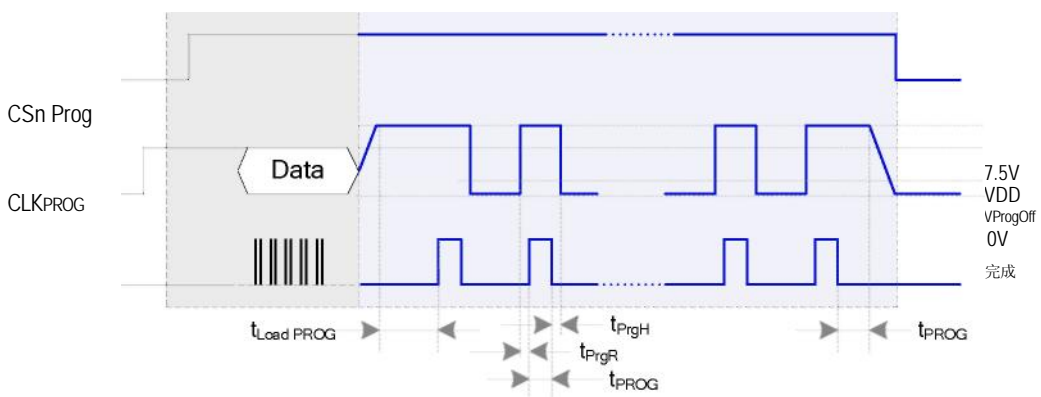 CSn Prog
Data
CLKPROG
7.5V
VDD
VProgOff
0V
完成
tLoad PROG
tPrgH
tPROG
tPrgR
tPROG